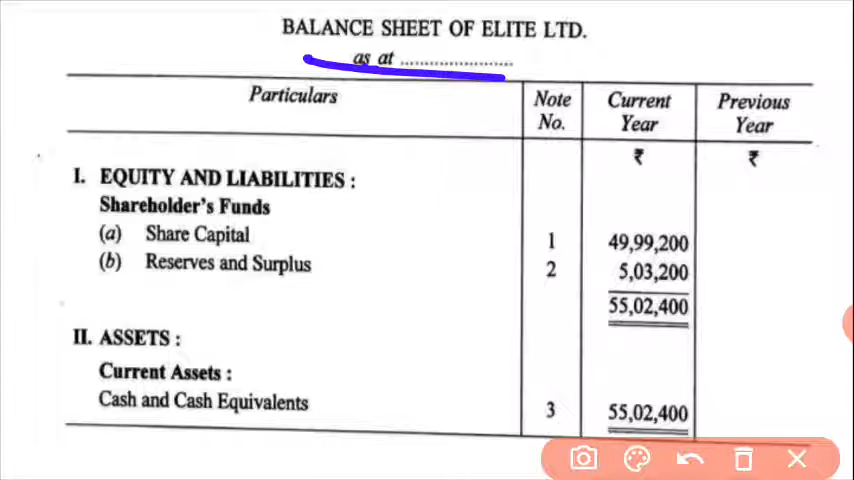 BALANCE SHEET OF ELITE LTD.
as at ........................
Particulars Note No. Current Year Previous Year
₹ ₹
I. EQUITY AND LIABILITIES :
Shareholder's Funds
(a) Share Capital 1 49,99,200
(b) Reserves and Surplus 2 5,03,200
55,02,400
II. ASSETS :
Current Assets :
Cash and Cash Equivalents 3 55,02,400